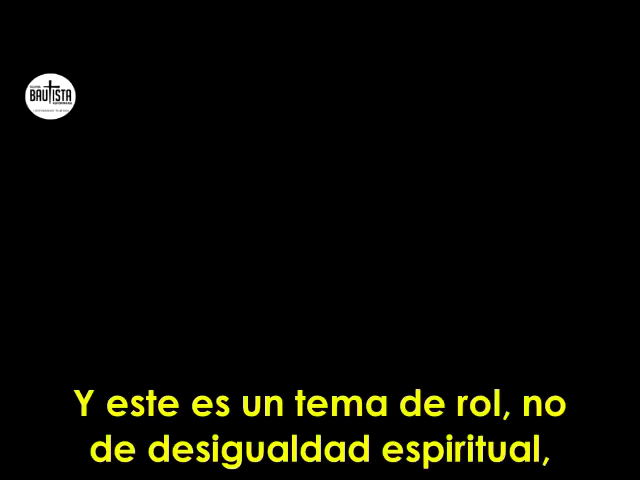 BAUTISTA
Y este es un tema de rol, no
de desigualdad espiritual,